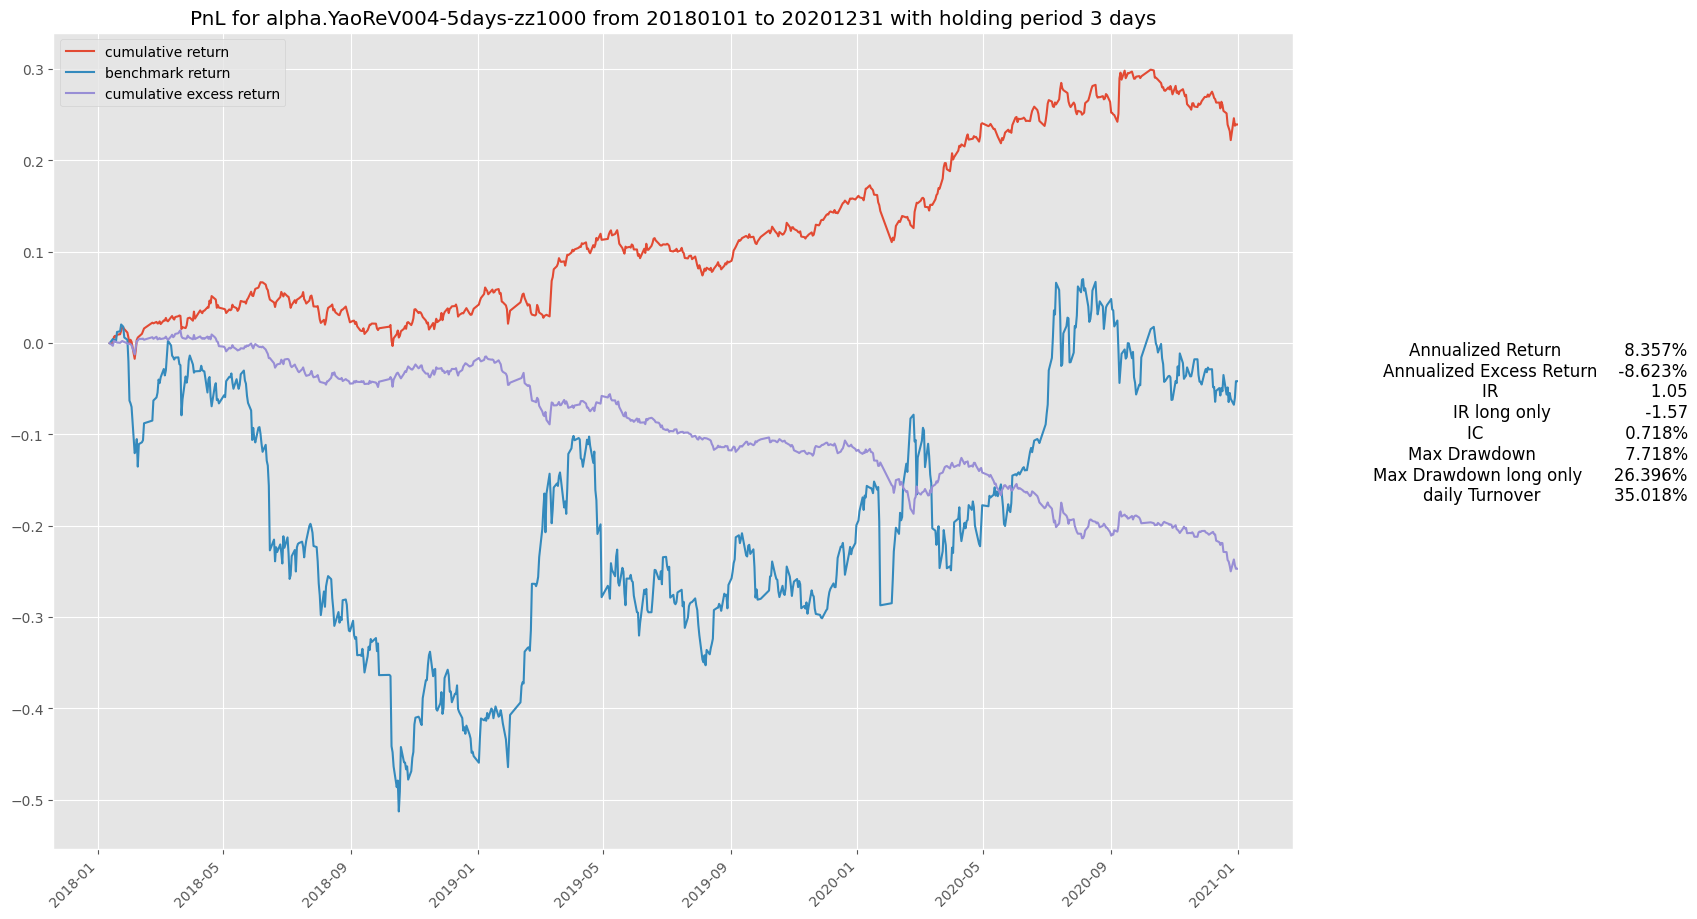 PnL for alpha.YaoReV004-5days-zz1000 from 20180101 to 20201231 with holding period 3 days
cumulative return
benchmark return
cumulative excess return
0.3
0.2
0.1
0.0
−0.1
−0.2
−0.3
−0.4
−0.5
2018-01
2018-05
2018-09
2019-01
2019-05
2019-09
2020-01
2020-05
2020-09
2021-01
Annualized Return 8.357%
Annualized Excess Return -8.623%
IR 1.05
IR long only -1.57
IC 0.718%
Max Drawdown 7.718%
Max Drawdown long only 26.396%
daily Turnover 35.018%